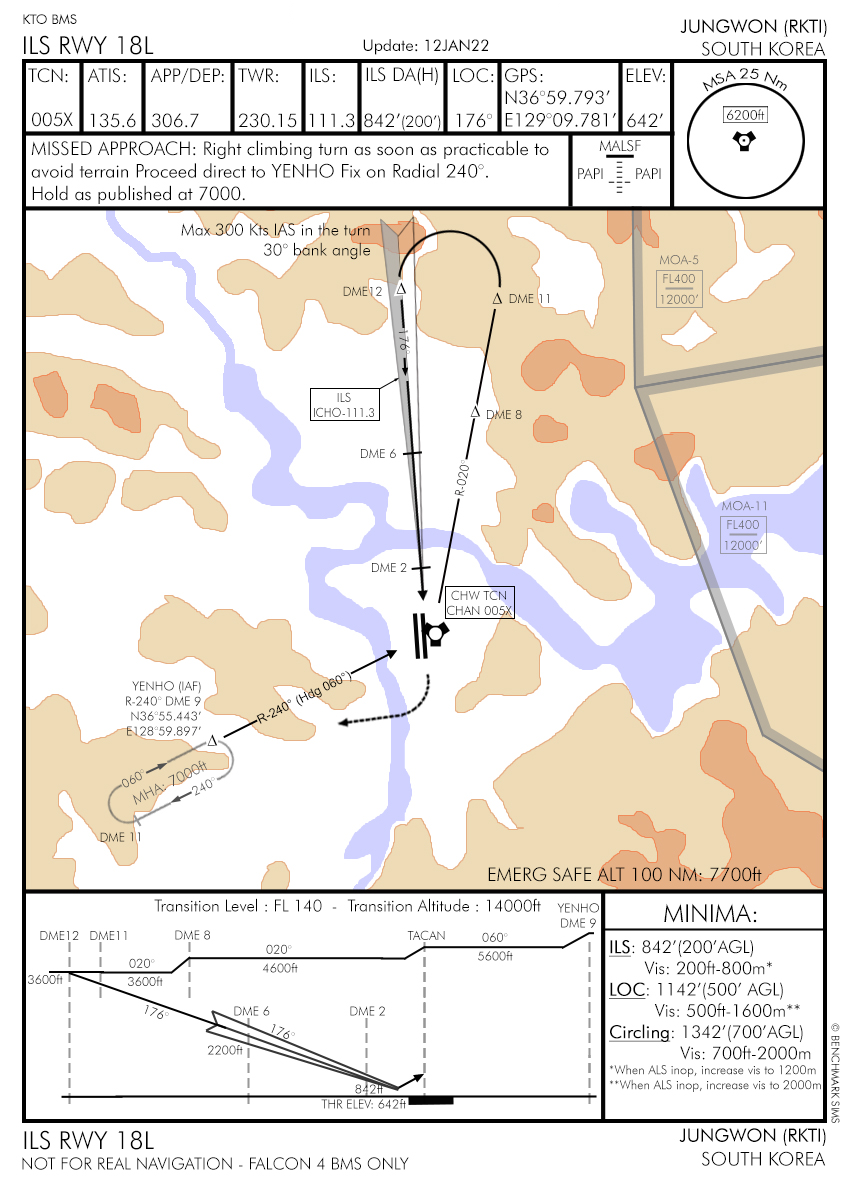 KTO BMS
ILS RWY 18L
Update: 12JAN22
JUNGWON (RKTI)
SOUTH KOREA
TCN:
005X
ATIS:
135.6
APP/DEP:
306.7
TWR:
230.15
ILS:
111.3
ILS DA(H)
842'(200')
LOC:
176°
GPS:
N36°59.793'
E129°09.781'
ELEV:
642'
MSA 25 Nm
6200ft
MISSED APPROACH: Right climbing turn as soon as practicable to
avoid terrain Proceed direct to YENHO Fix on Radial 240°.
Hold as published at 7000.
MALSF
PAPI PAPI
Max 300 Kts IAS in the turn
30° bank angle
DME12
DME 11
176°
MOA-5
FL400
12000'
ILS
ICHO-111.3
DME 8
DME 6
R-020°
MOA-11
FL400
12000'
DME 2
CHW TCN
CHAN 005X
YENHO (IAF)
R-240° DME 9
N36°55.443'
E128°59.897'
R-240° (Hdg 060°)
060°
MHA: 7000ft
240°
DME 11
EMERG SAFE ALT 100 NM: 7700ft
Transition Level : FL 140 - Transition Altitude : 14000ft
YENHO
DME 9
DME12
DME11
DME 8
TACAN
020°
3600ft
020°
4600ft
060°
5600ft
3600ft
176°
DME 6
176°
DME 2
2200ft
842ft
THR ELEV: 642ft
MINIMA:
ILS: 842'(200'AGL)
Vis: 200ft-800m*
LOC: 1142'(500' AGL)
Vis: 500ft-1600m**
Circling: 1342'(700'AGL)
Vis: 700ft-2000m
*When ALS inop, increase vis to 1200m
**When ALS inop, increase vis to 2000m
© BENCHMARK SIMS
ILS RWY 18L
NOT FOR REAL NAVIGATION - FALCON 4 BMS ONLY
JUNGWON (RKTI)
SOUTH KOREA